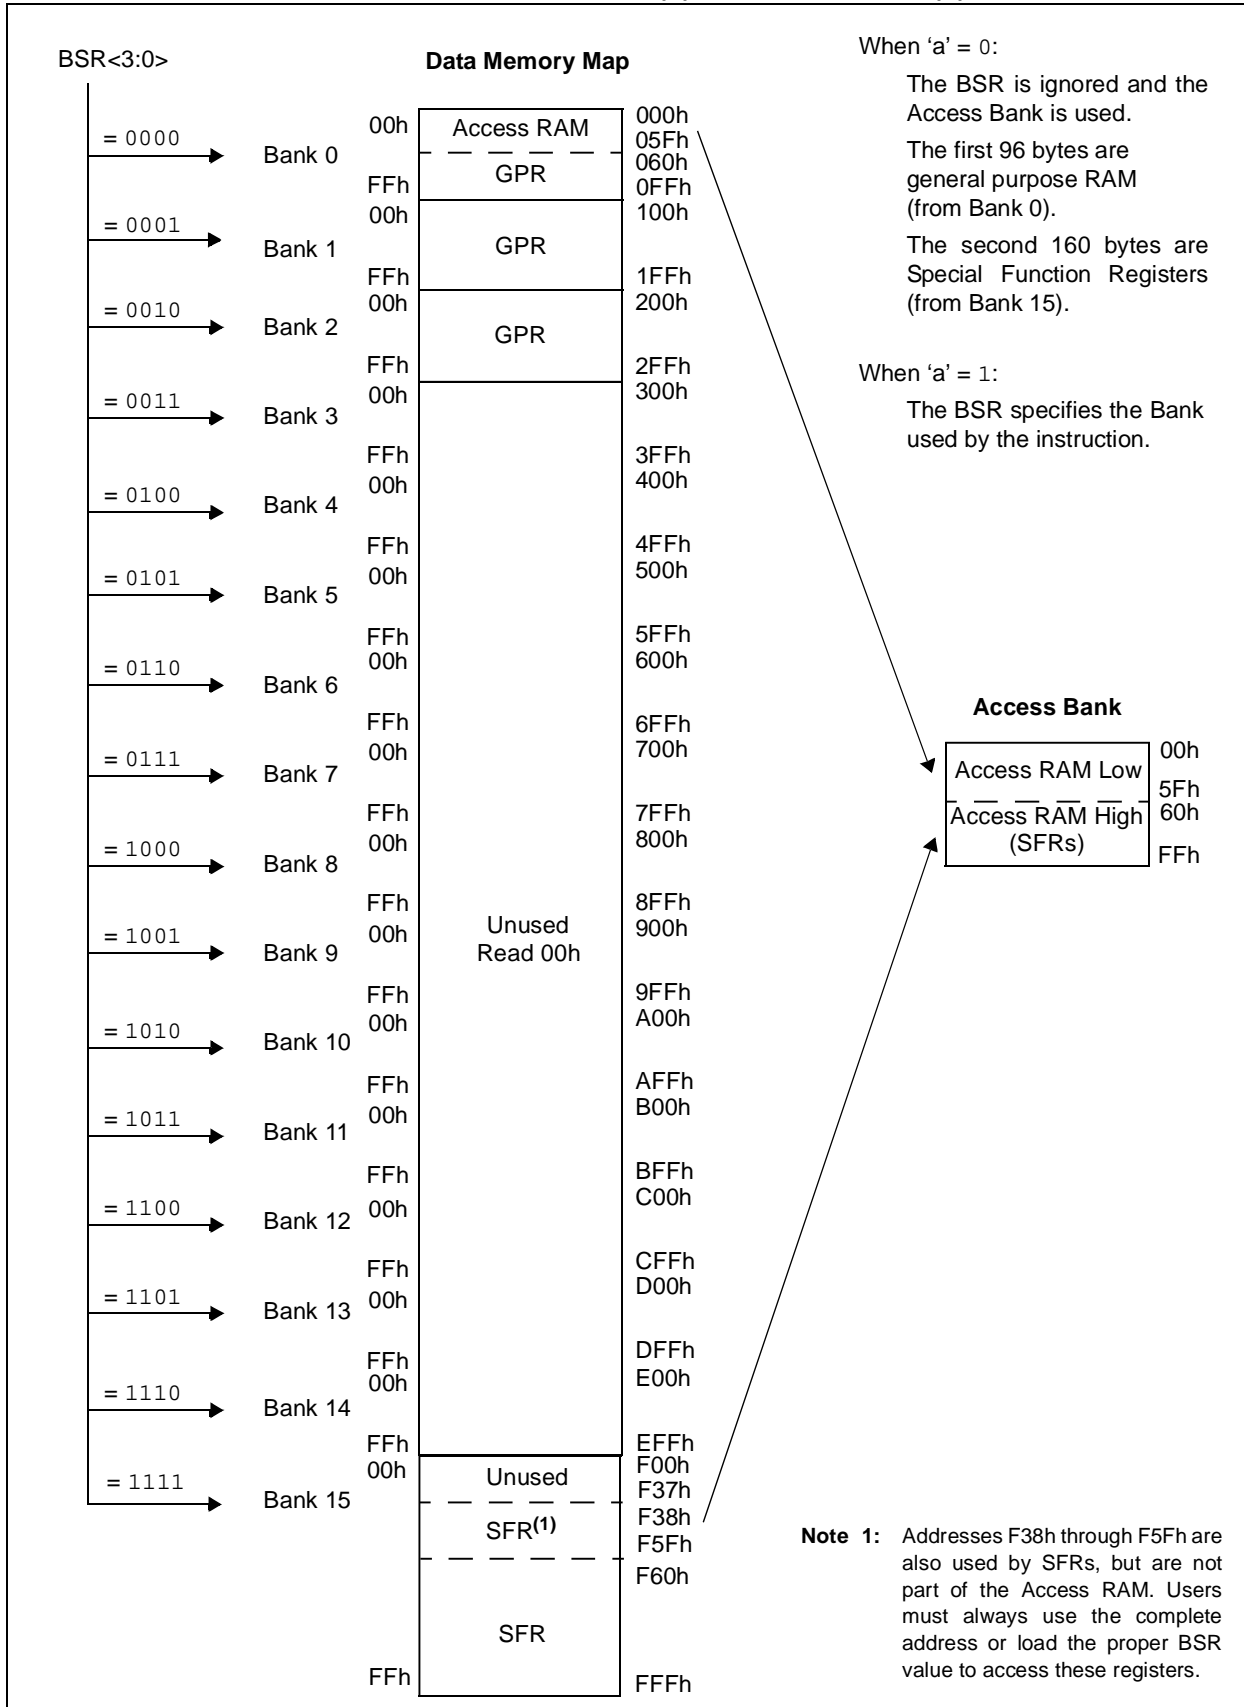 BSR<3:0>
Data Memory Map
When ‘a’ = 0:
The BSR is ignored and the
Access Bank is used.
The first 96 bytes are
general purpose RAM
(from Bank 0).
The second 160 bytes are
Special Function Registers
(from Bank 15).
When ‘a’ = 1:
The BSR specifies the Bank
used by the instruction.
= 0000
Bank 0
00h
Access RAM
000h
05Fh
060h
GPR
FFh
0FFh
= 0001
Bank 1
00h
GPR
100h
FFh
1FFh
= 0010
Bank 2
00h
GPR
200h
FFh
2FFh
= 0011
Bank 3
00h
300h
FFh
3FFh
= 0100
Bank 4
00h
400h
FFh
4FFh
= 0101
Bank 5
00h
500h
FFh
5FFh
= 0110
Bank 6
00h
600h
FFh
6FFh
= 0111
Bank 7
00h
700h
FFh
7FFh
= 1000
Bank 8
00h
800h
FFh
8FFh
= 1001
Bank 9
00h
Unused
Read 00h
900h
FFh
9FFh
= 1010
Bank 10
00h
A00h
FFh
AFFh
= 1011
Bank 11
00h
B00h
FFh
BFFh
= 1100
Bank 12
00h
C00h
FFh
CFFh
= 1101
Bank 13
00h
D00h
FFh
DFFh
= 1110
Bank 14
00h
E00h
FFh
EFFh
= 1111
Bank 15
00h
Unused
F00h
F37h
SFR(1)
F38h
F5Fh
F60h
SFR
FFh
FFFh
Access Bank
Access RAM Low
00h
5Fh
Access RAM High
(SFRs)
60h
FFh
Note 1: Addresses F38h through F5Fh are
also used by SFRs, but are not
part of the Access RAM. Users
must always use the complete
address or load the proper BSR
value to access these registers.